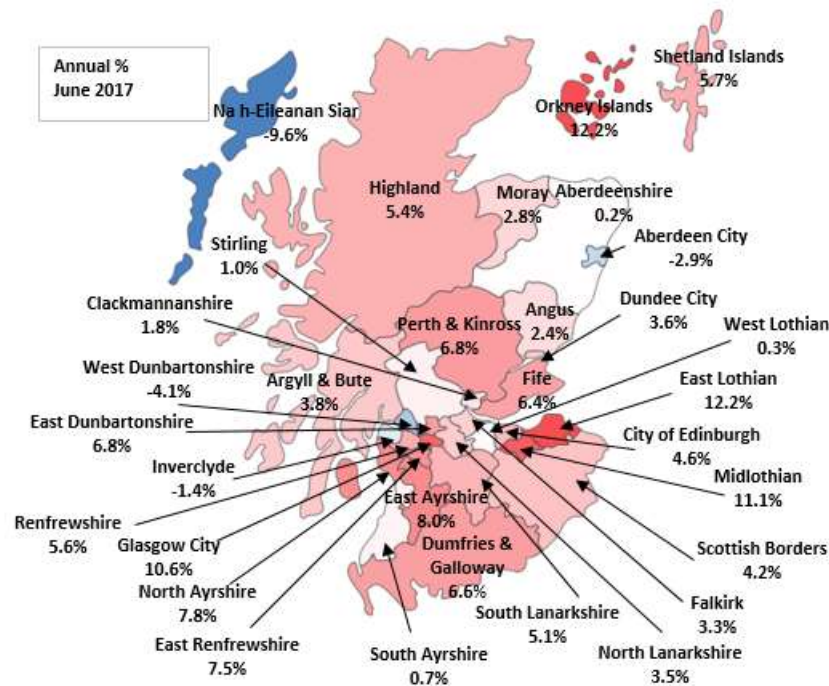 Annual %
June 2017
Shetland Islands
5.7%
Na h-Eileanan Siar
-9.6%
Orkney Islands
12.2%
Highland
5.4%
Moray
2.8%
Aberdeenshire
0.2%
Aberdeen City
-2.9%
Stirling
1.0%
Clackmannanshire
1.8%
Perth & Kinross
6.8%
Angus
2.4%
Dundee City
3.6%
West Lothian
0.3%
West Dunbartonshire
-4.1%
Argyll & Bute
3.8%
Fife
6.4%
East Lothian
12.2%
East Dunbartonshire
6.8%
City of Edinburgh
4.6%
Inverclyde
-1.4%
Midlothian
11.1%
East Ayrshire
8.0%
Renfrewshire
5.6%
Glasgow City
10.6%
Dumfries &
Galloway
6.6%
Scottish Borders
4.2%
North Ayrshire
7.8%
South Lanarkshire
5.1%
Falkirk
3.3%
East Renfrewshire
7.5%
South Ayrshire
0.7%
North Lanarkshire
3.5%